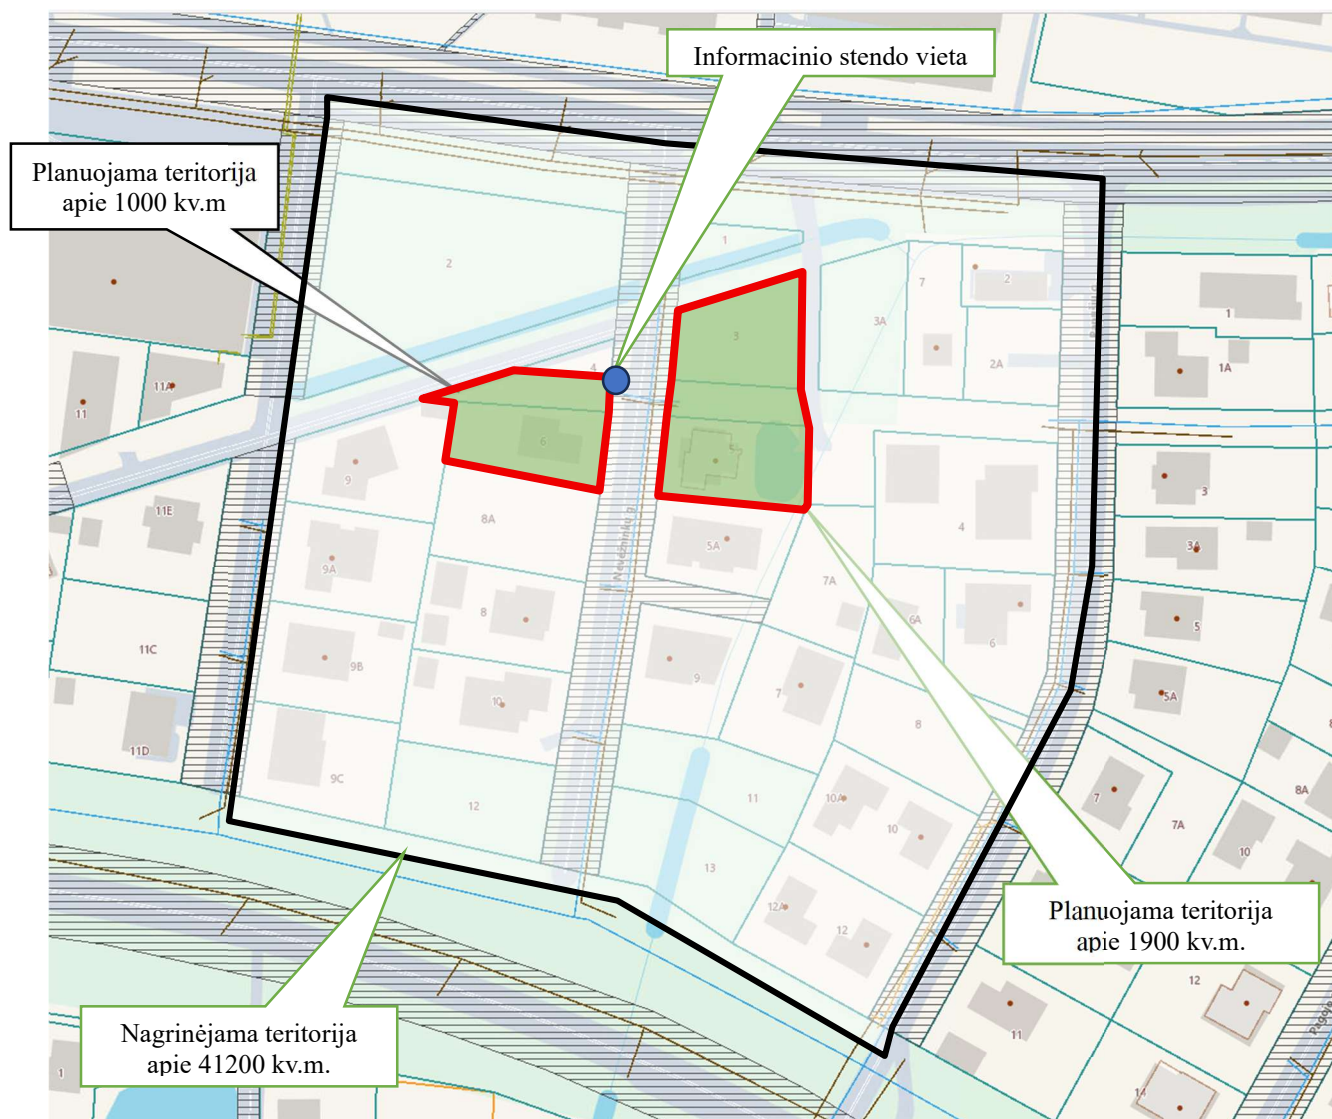 Informacinio stendo vieta
Planuojama teritorija
apie 1000 kv.m
2
1
7
2
3
3A
2A
1
1A
4
11A
11
6
5
9
8A
4
3
3A
11E
5A
9A
7A
8
6A
6
5
11C
9B
9
7
5A
10
8
11D
9C
12
11
10A
10
7
7A
8A
10
13
12A
12
Nevėžininkų g.
Planuojama teritorija
apie 1900 kv.m.
12
11
Nagrinėjama teritorija
apie 41200 kv.m.
1
14